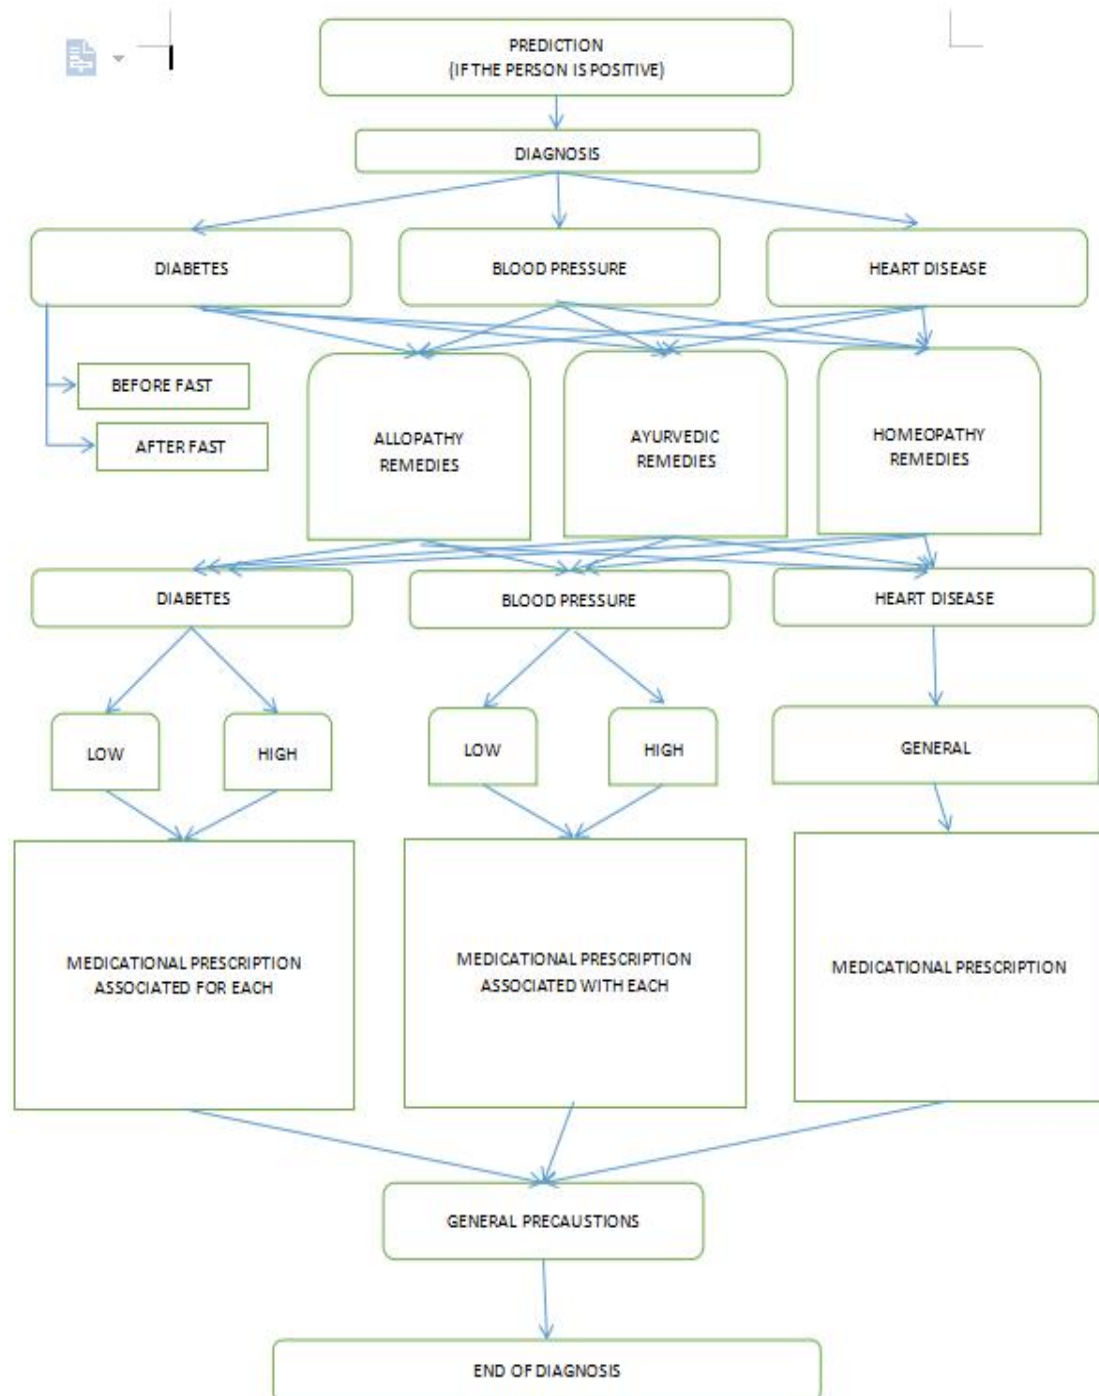 PREDICTION
(IF THE PERSON IS POSITIVE)
DIAGNOSIS
DIABETES
BLOOD PRESSURE
HEART DISEASE
BEFORE FAST
AFTER FAST
ALLOPATHY
REMEDIES
AYURVEDIC
REMEDIES
HOMEOPATHY
REMEDIES
DIABETES
BLOOD PRESSURE
HEART DISEASE
LOW
HIGH
LOW
HIGH
GENERAL
MEDICATIONAL PRESCRIPTION
ASSOCIATED FOR EACH
MEDICATIONAL PRESCRIPTION
ASSOCIATED WITH EACH
MEDICATIONAL PRESCRIPTION
GENERAL PRECAUSTIONS
END OF DIAGNOSIS